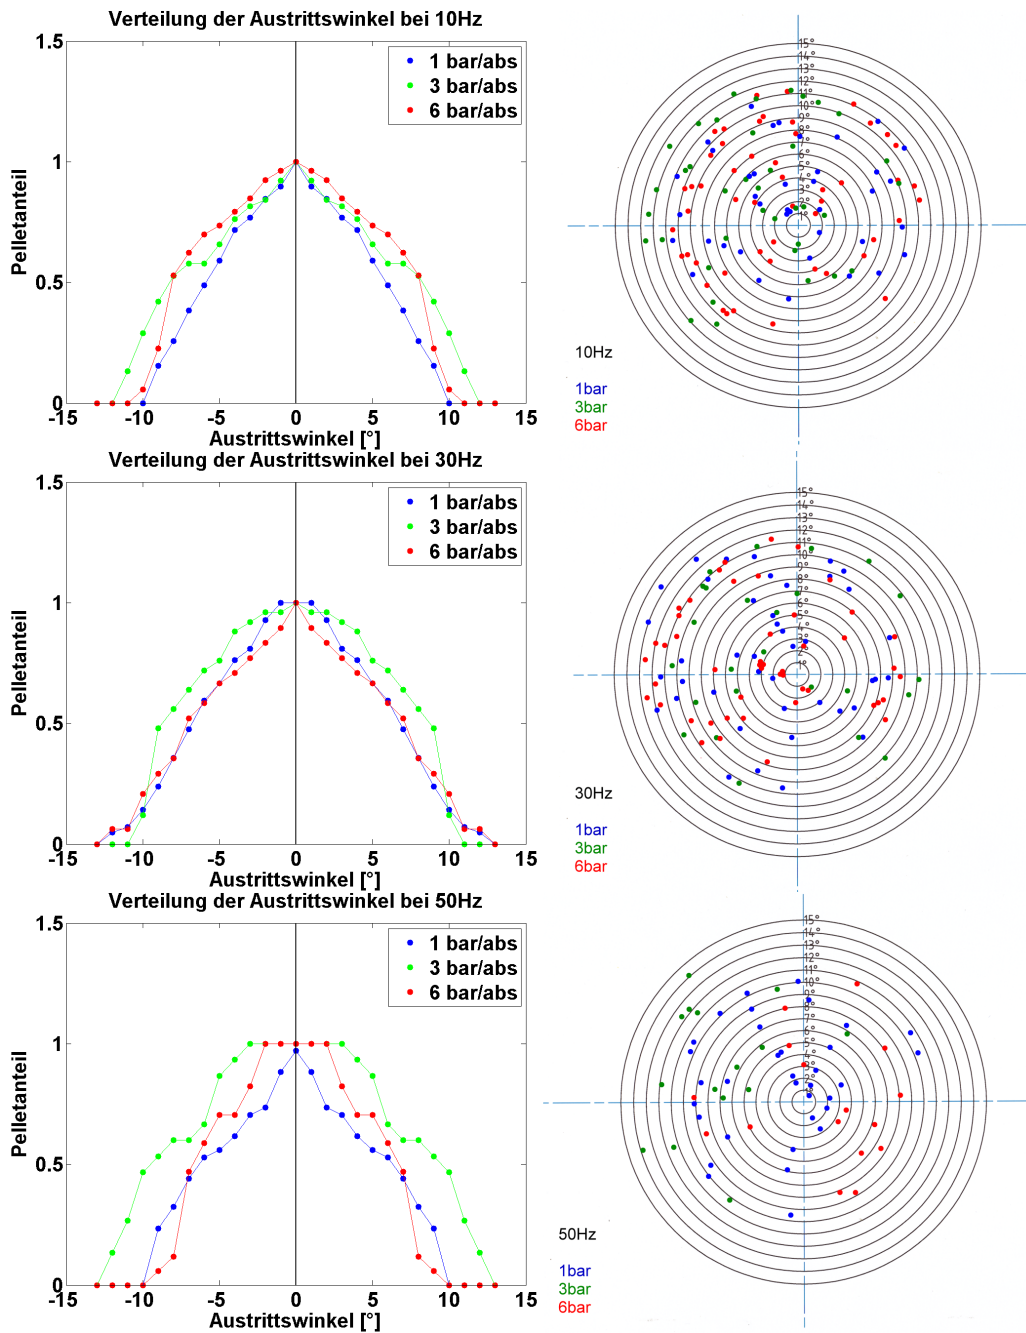 Verteilung der Austrittswinkel bei 10Hz
1.5
1
0.5
0
Pelletanteil
1 bar/abs
3 bar/abs
6 bar/abs
-15
-10
-5
0
5
10
15
Austrittswinkel [°]
15°
14°
13°
12°
11°
10°
9°
8°
7°
6°
5°
4°
3°
2°
1°
10Hz
1bar
3bar
6bar
Verteilung der Austrittswinkel bei 30Hz
1.5
1
0.5
0
Pelletanteil
1 bar/abs
3 bar/abs
6 bar/abs
-15
-10
-5
0
5
10
15
Austrittswinkel [°]
15°
14°
13°
12°
11°
10°
9°
8°
7°
6°
5°
4°
3°
2°
1°
30Hz
1bar
3bar
6bar
Verteilung der Austrittswinkel bei 50Hz
1.5
1
0.5
0
Pelletanteil
1 bar/abs
3 bar/abs
6 bar/abs
-15
-10
-5
0
5
10
15
Austrittswinkel [°]
15°
14°
13°
12°
11°
10°
9°
8°
7°
6°
5°
4°
3°
2°
1°
50Hz
1bar
3bar
6bar